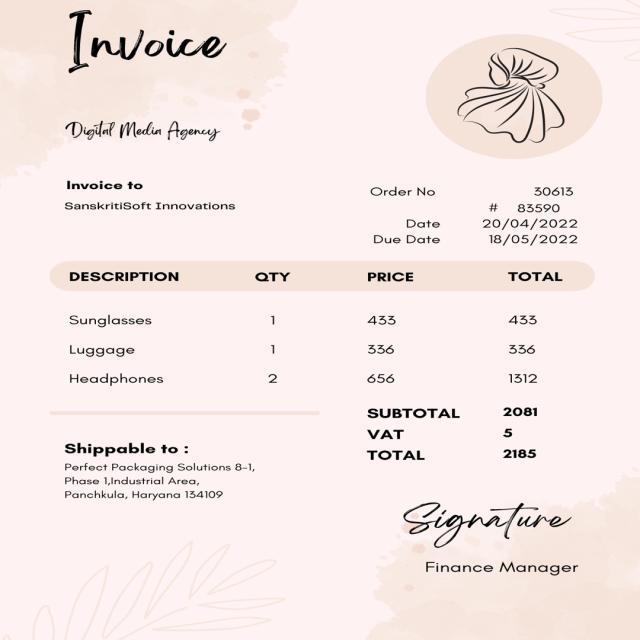 Invoice
Digital Media Agency
Invoice to
SanskritiSoft Innovations
Order No 30613
# 83590
Date 20/04/2022
Due Date 18/05/2022
DESCRIPTION QTY PRICE TOTAL
Sunglasses 1 433 433
Luggage 1 336 336
Headphones 2 656 1312
SUBTOTAL 2081
VAT 5
TOTAL 2185
Shippable to :
Perfect Packaging Solutions 8-1,
Phase 1,Industrial Area,
Panchkula, Haryana 134109
Signature
Finance Manager